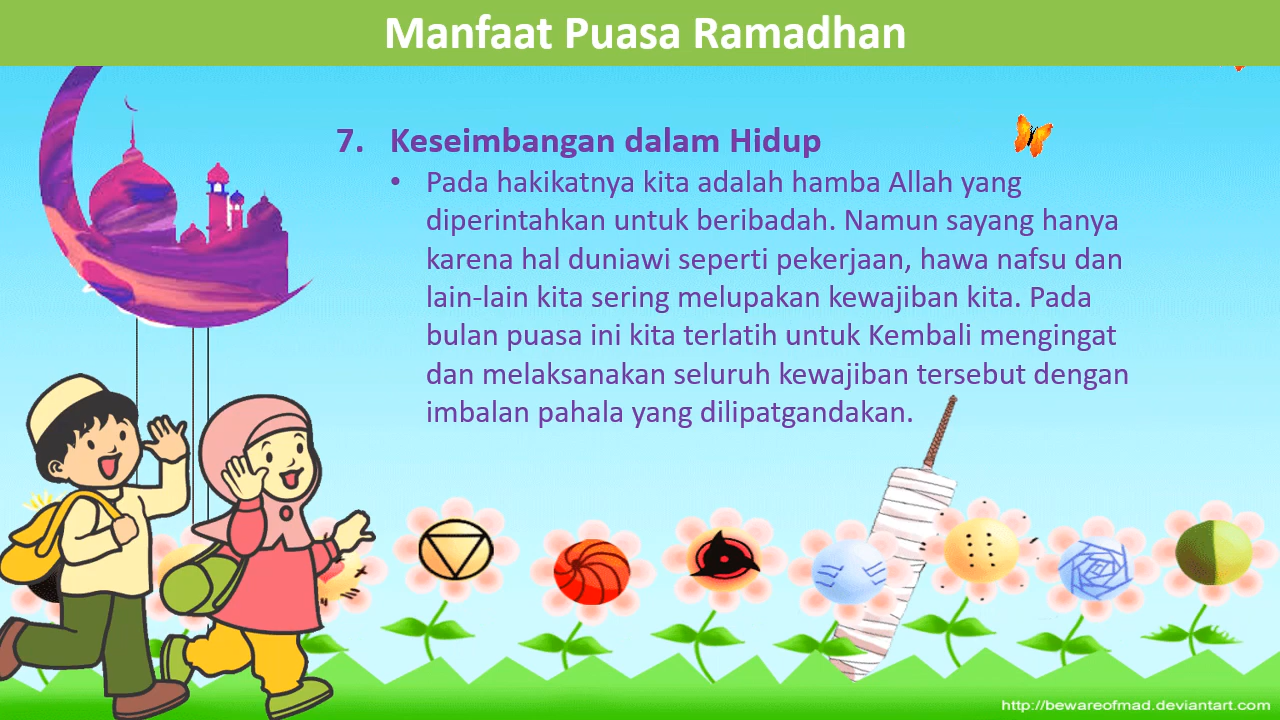 Manfaat Puasa Ramadhan
7. Keseimbangan dalam Hidup
• Pada hakikatnya kita adalah hamba Allah yang
diperintahkan untuk beribadah. Namun sayang hanya
karena hal duniawi seperti pekerjaan, hawa nafsu dan
lain-lain kita sering melupakan kewajiban kita. Pada
bulan puasa ini kita terlatih untuk Kembali mengingat
dan melaksanakan seluruh kewajiban tersebut dengan
imbalan pahala yang dilipatgandakan.
http://bewareofmad.deviantart.com